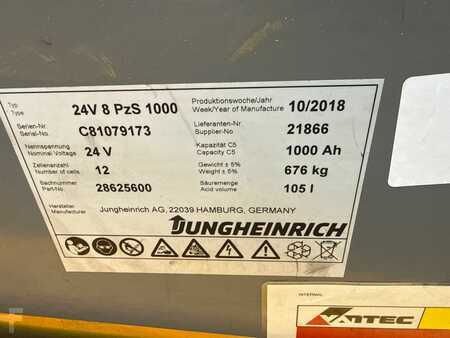 Typ
Type
24V 8 PzS 1000
Produktionswoche/Jahr
Week/Year of Manufacture
10/2018
Serien-Nr.
Serial-No.
C81079173
Lieferanten-Nr.
Supplier-No
21866
Nennspannung
Nominal Voltage
24 V
Kapazität C5
Capacity C5
1000 Ah
Zellenanzahl
Number of cells
12
Gewicht ± 5%
Weight ± 5%
676 kg
Sachnummer
Part-No.
28625600
Säuremenge
Acid volume
105 l
Hersteller
Manufacturer
Jungheinrich AG, 22039 HAMBURG, GERMANY
JUNGHEINRICH
INTERNAL